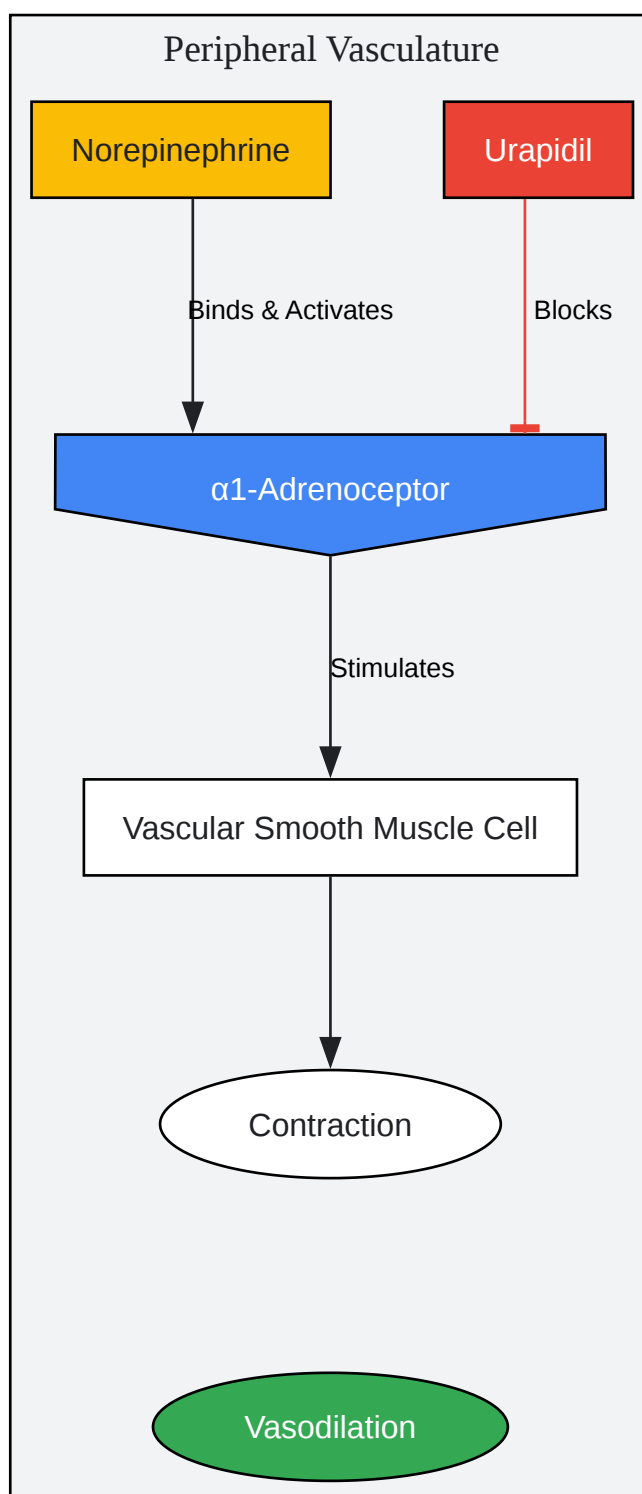 Peripheral Vasculature
Norepinephrine
Urapidil
Binds & Activates
Blocks
α1-Adrenoceptor
Stimulates
Vascular Smooth Muscle Cell
Contraction
Vasodilation